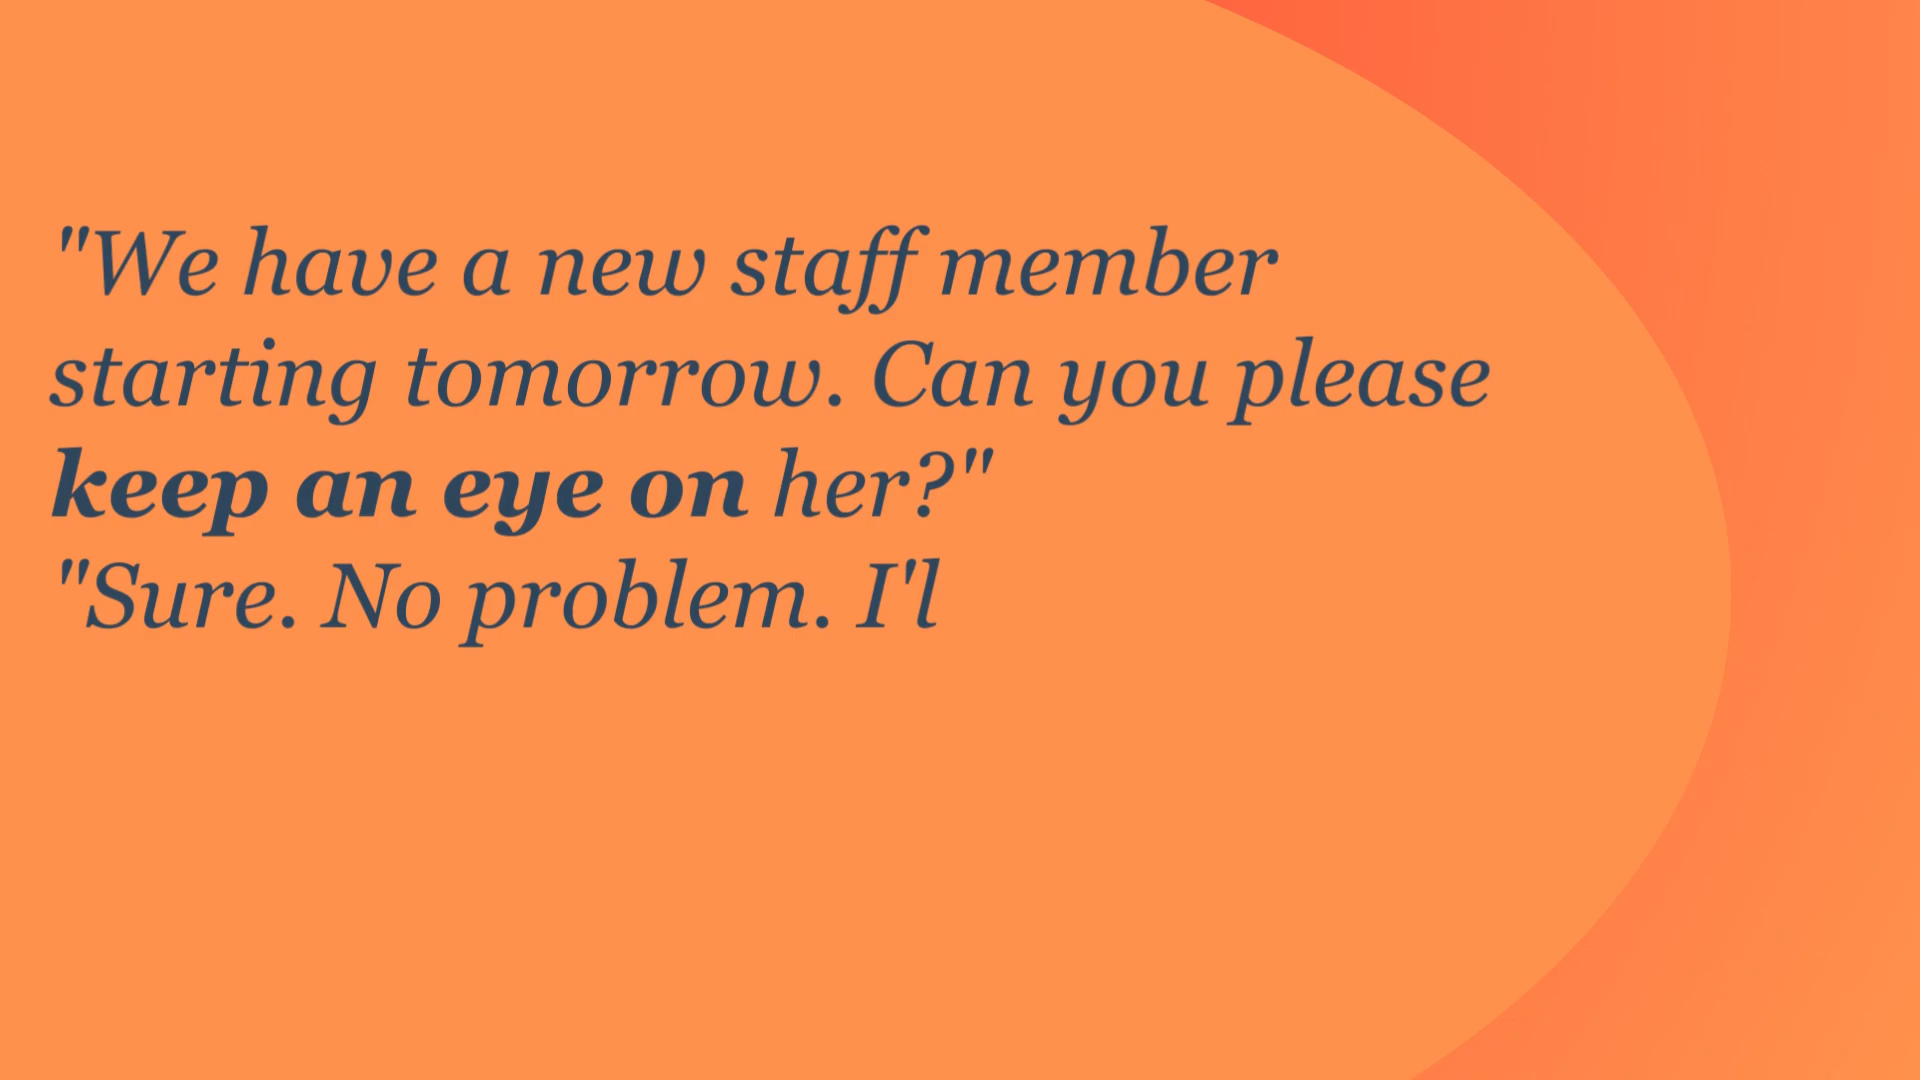 "We have a new staff member
starting tomorrow. Can you please
keep an eye on her?"
"Sure. No problem. I'l